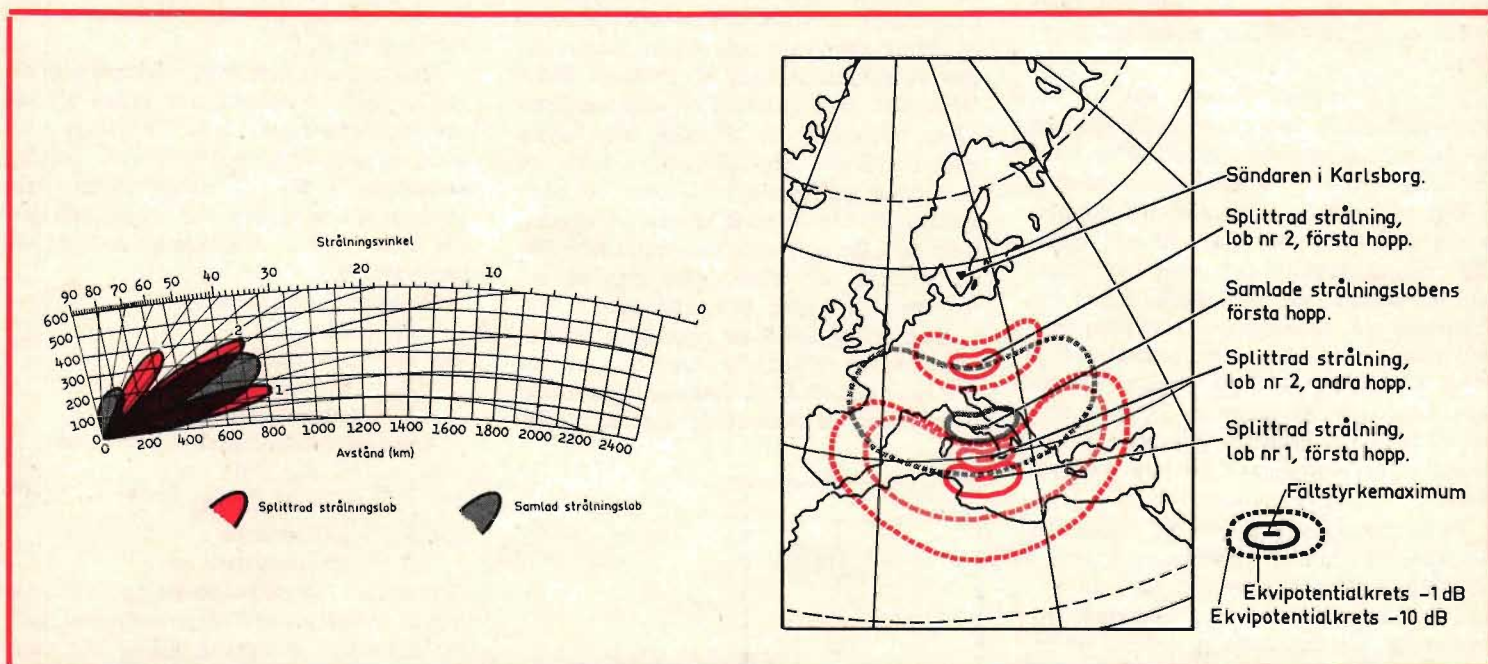 Strålningsvinkel
90 80 70 60 50 40 30 20 10 0
600
500
400
300
200
100
0 200 400 600 800 1000 1200 1400 1600 1800 2000 2200 2400
2
1
Avstånd (km)
Splittrod strålningslob
Samlad strålningslob
Sändaren i Karlsborg.
Splittrad strålning,
lob nr 2, första hopp.
Samlade strålningslobens
första hopp.
Splittrad strålning,
lob nr 2, andra hopp.
Splittrad strålning,
lob nr 1, första hopp.
Fältstyrkemaximum
Ekvipotentialkrets -1 dB
Ekvipotentialkrets -10 dB